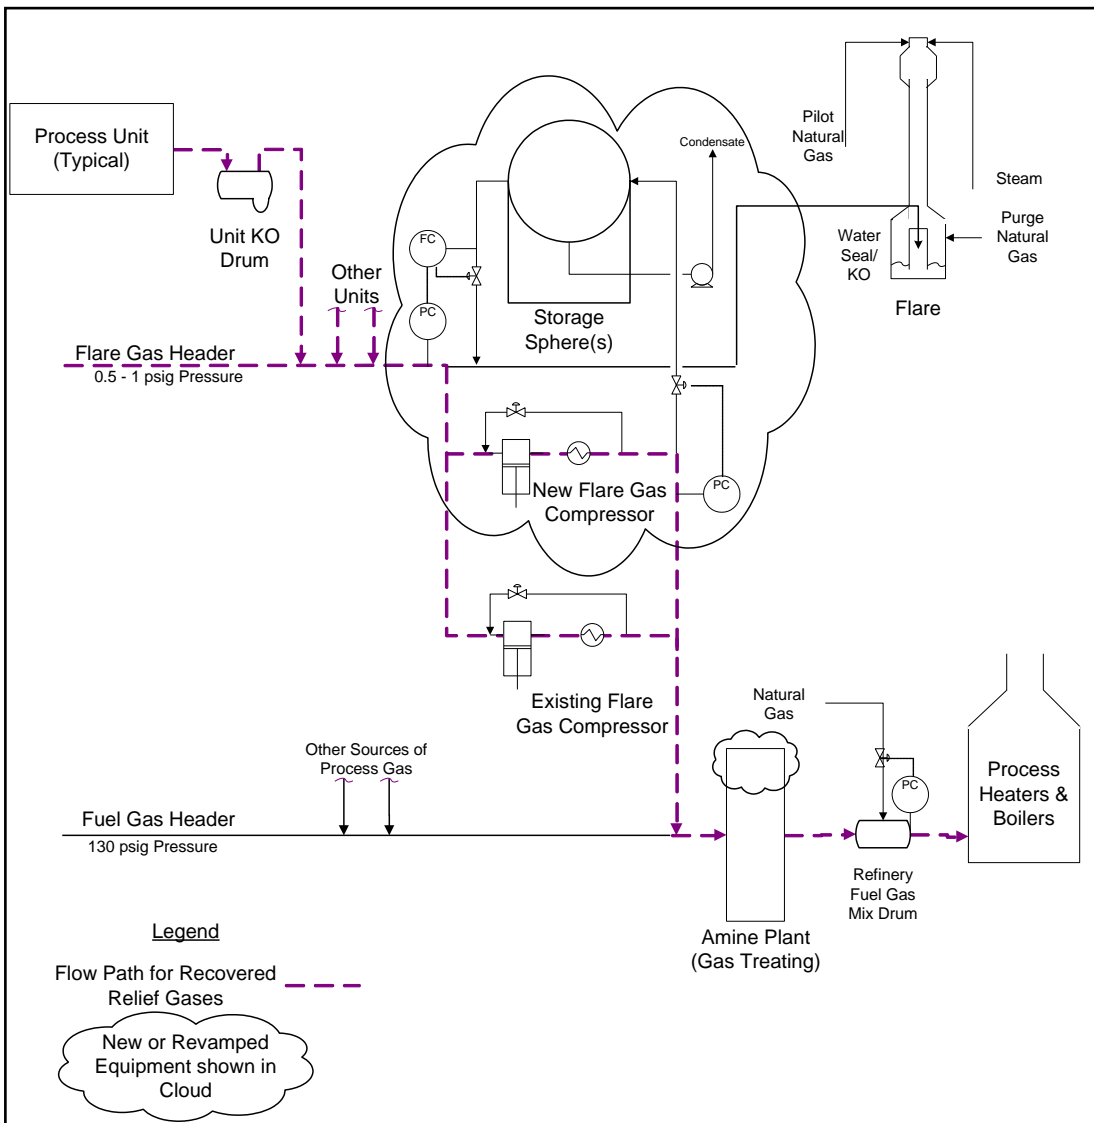 Process Unit
(Typical)
Unit KO
Drum
Other
Units
Flare Gas Header
0.5 - 1 psig Pressure
FC
PC
Storage
Sphere(s)
Condensate
Pilot
Natural
Gas
Steam
Water
Seal/
KO
Purge
Natural
Gas
Flare
New Flare Gas
Compressor
PC
Existing Flare
Gas Compressor
Other Sources of
Process Gas
Fuel Gas Header
130 psig Pressure
Natural
Gas
PC
Process
Heaters &
Boilers
Refinery
Fuel Gas
Mix Drum
Amine Plant
(Gas Treating)
Legend
Flow Path for Recovered
Relief Gases
New or Revamped
Equipment shown in
Cloud